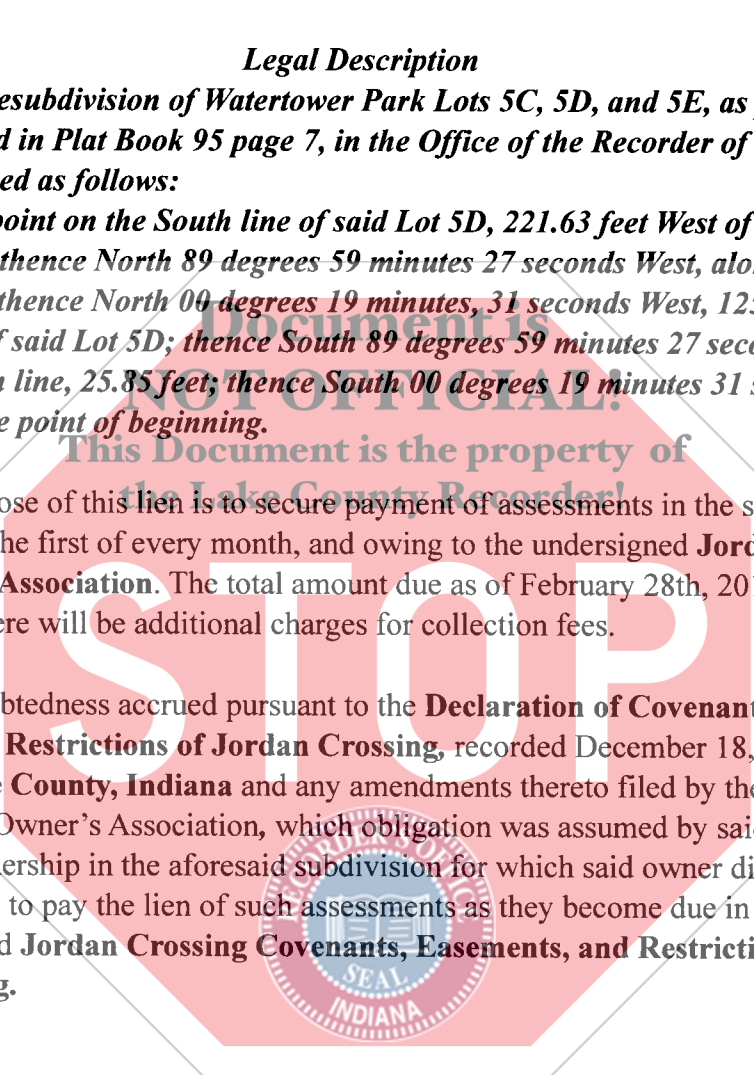 Legal Description
esubdivision of Watertower Park Lots 5C, 5D, and 5E, as
d in Plat Book 95 page 7, in the Office of the Recorder of
ed as follows:
point on the South line of said Lot 5D, 221.63 feet West of
thence North 89 degrees 59 minutes 27 seconds West, alo
thence North 00 degrees 19 minutes, 31 seconds West, 12
Document is
f said Lot 5D; thence South 89 degrees 59 minutes 27 seco
line, 25.85 feet; thence South 00 degrees 19 minutes 31 s
NOT OFFICIAL!
e point of beginning.
This Document is the property of
the Lake County Recorder!
ose of this lien is to secure payment of assessments in the s
he first of every month, and owing to the undersigned Jord
Association. The total amount due as of February 28th, 201
ere will be additional charges for collection fees.
STOP
btedness accrued pursuant to the Declaration of Covenant
Restrictions of Jordan Crossing, recorded December 18,
e County, Indiana and any amendments thereto filed by the
Owner's Association, which obligation was assumed by said
ership in the aforesaid subdivision for which said owner di
to pay the lien of such assessments as they become due in
d Jordan Crossing Covenants, Easements, and Restricti
g.
RECORDER'S OFFICE
SEAL
INDIANA